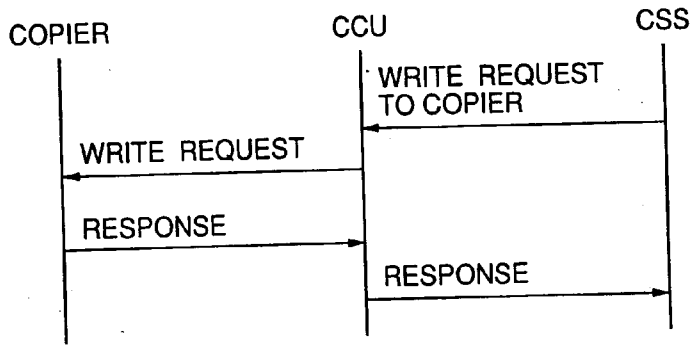 COPIER
CCU
CSS
WRITE REQUEST
TO COPIER
WRITE REQUEST
RESPONSE
RESPONSE